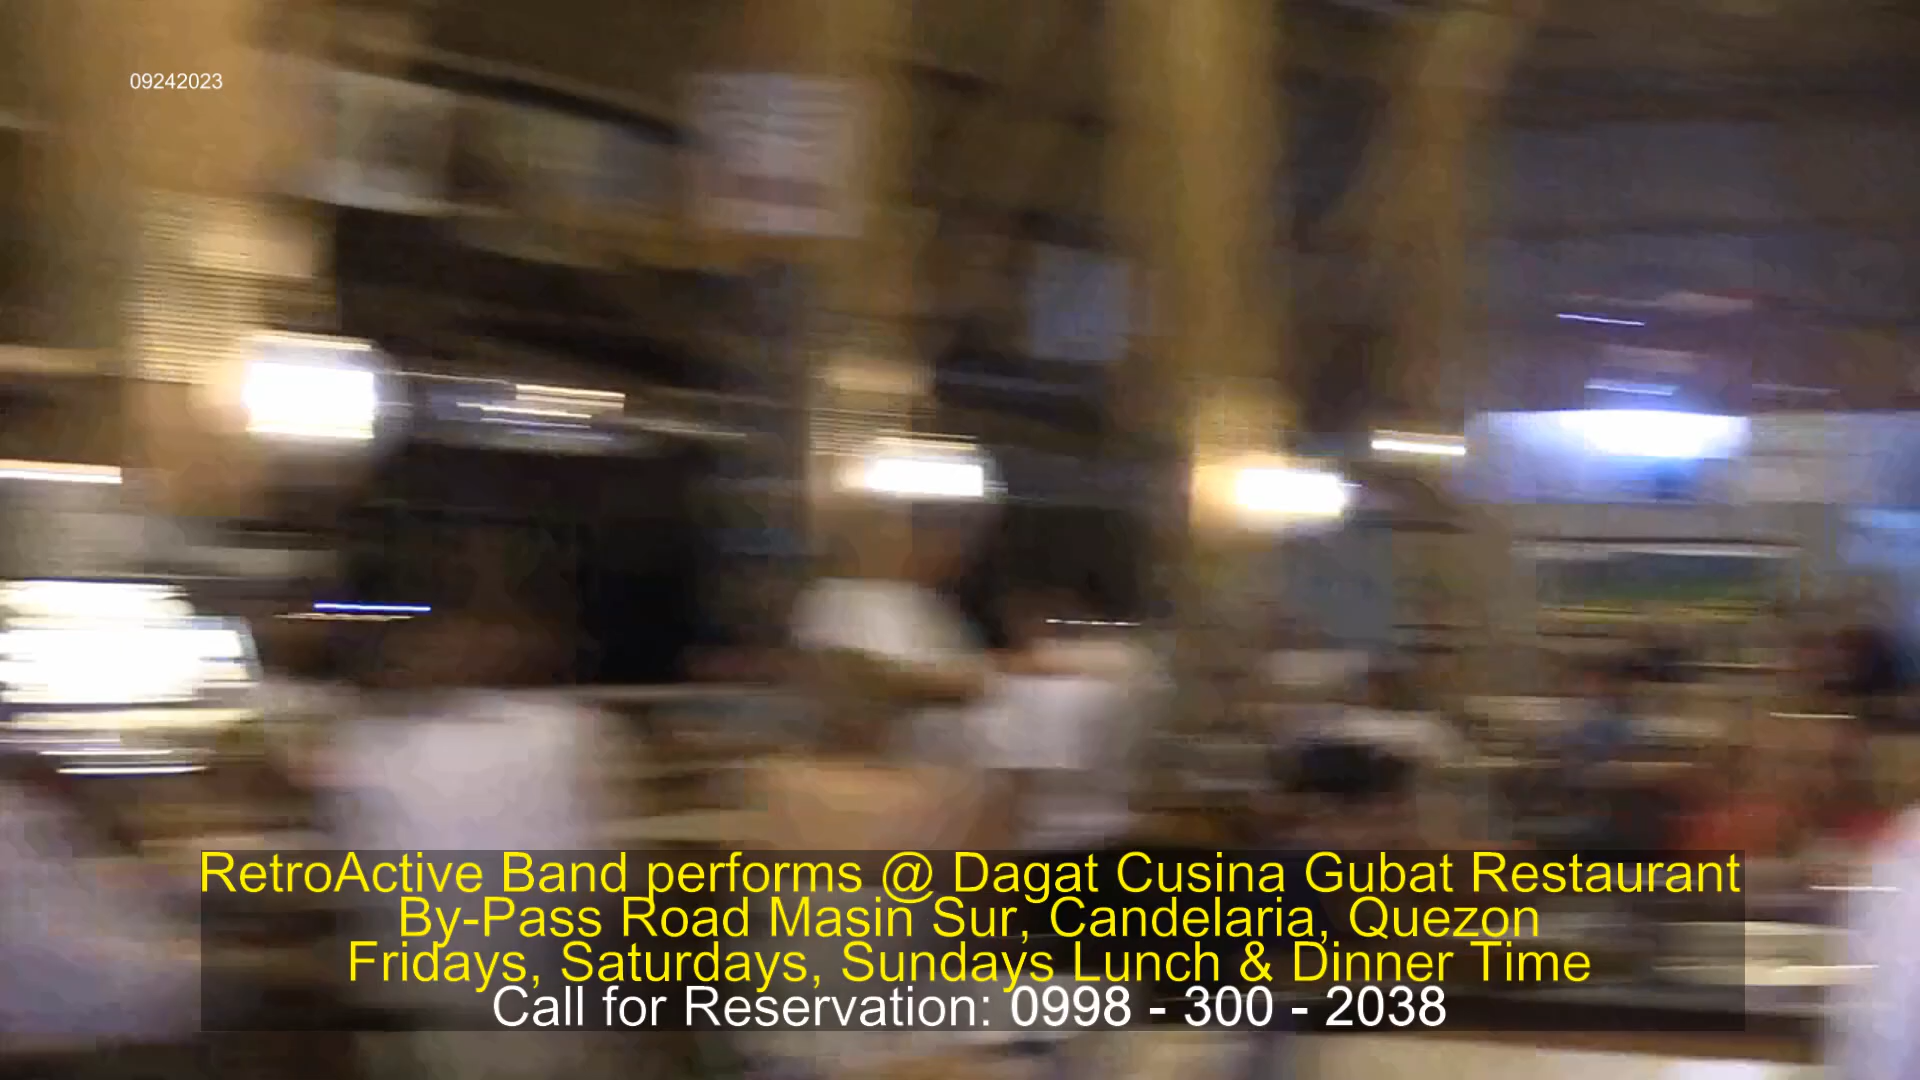 09242023
RetroActive Band performs @ Dagat Cusina Gubat Restaurant
By-Pass Road Masin Sur, Candelaria, Quezon
Fridays, Saturdays, Sundays Lunch & Dinner Time
Call for Reservation: 0998 - 300 - 2038